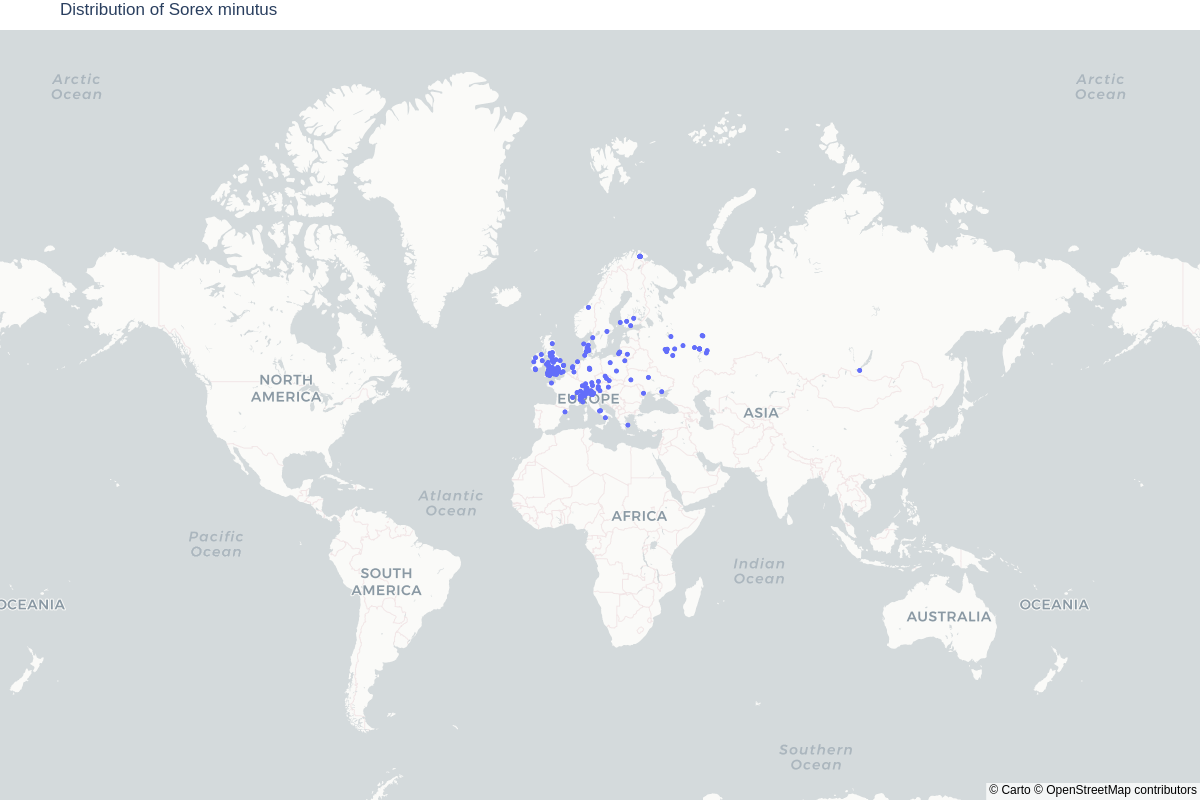 Distribution of Sorex minutus
Arctic
Ocean
Arctic
Ocean
NORTH
AMERICA
EUROPE
ASIA
Atlantic
Ocean
AFRICA
Pacific
Ocean
Indian
Ocean
SOUTH
AMERICA
OCEANIA
OCEANIA
AUSTRALIA
Southern
Ocean
© Carto © OpenStreetMap contributors